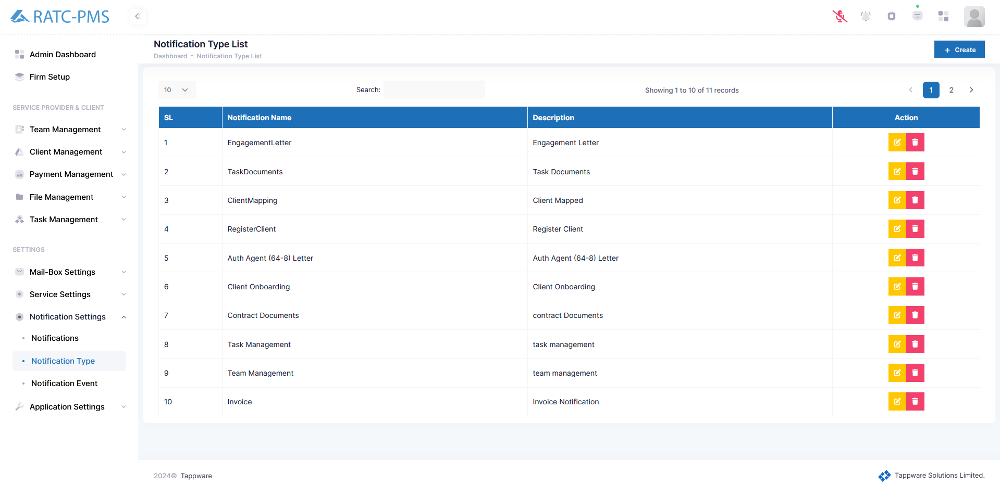 RATC-PMS
Admin Dashboard
Firm Setup
SERVICE PROVIDER & CLIENT
Team Management
Client Management
Payment Management
File Management
Task Management
SETTINGS
Mail-Box Settings
Service Settings
Notification Settings
Notifications
Notification Type
Notification Event
Application Settings
Notification Type List
Dashboard - Notification Type List
+ Create
10
Search:
Showing 1 to 10 of 11 records
1 2
SL Notification Name Description Action
1 EngagementLetter Engagement Letter
2 TaskDocuments Task Documents
3 ClientMapping Client Mapped
4 RegisterClient Register Client
5 Auth Agent (64-8) Letter Auth Agent (64-8) Letter
6 Client Onboarding Client Onboarding
7 Contract Documents contract Documents
8 Task Management task management
9 Team Management team management
10 Invoice Invoice Notification
2024© Tappware
Tappware Solutions Limited.